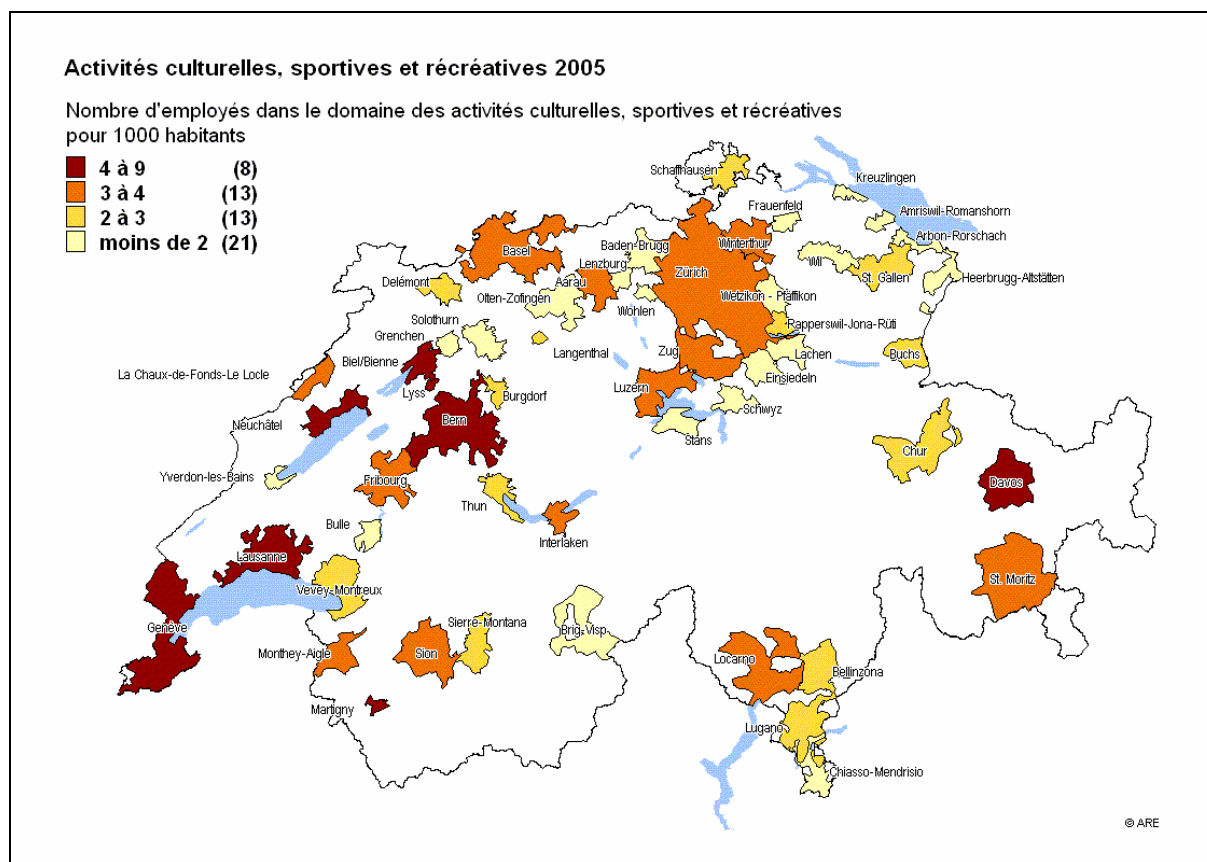 Activités culturelles, sportives et récréatives 2005
Nombre d'employés dans le domaine des activités culturelles, sportives et récréatives
pour 1000 habitants
4 à 9 (8)
3 à 4 (13)
2 à 3 (13)
moins de 2 (21)
Schaffhausen
Kreuzlingen
Frauenfeld
Amriswil-Romanshorn
Arbon-Rorschach
Basel
Baden-Brugg
Winterthur
Lenzburg
Zürich
Wil
St. Gallen
Heerbrugg-Altstätten
Delémont
Aarau
Olten-Zofingen
Wohlen
Wetzikon - Pfäffikon
Solothurn
Rapperswil-Jona-Rüti
Grenchen
Langenthal
Zug
Lachen
Buchs
Biel/Bienne
La Chaux-de-Fonds-Le Locle
Einsiedeln
Luzern
Lyss
Burgdorf
Schwyz
Neuchâtel
Bern
Stans
Chur
Yverdon-les-Bains
Fribourg
Davos
Thun
Bulle
Interlaken
Lausanne
St. Moritz
Vevey-Montreux
Genève
Sierre-Montana
Brig-Visp
Monthey-Aigle
Sion
Locarno
Bellinzona
Martigny
Lugano
Chiasso-Mendrisio
© ARE